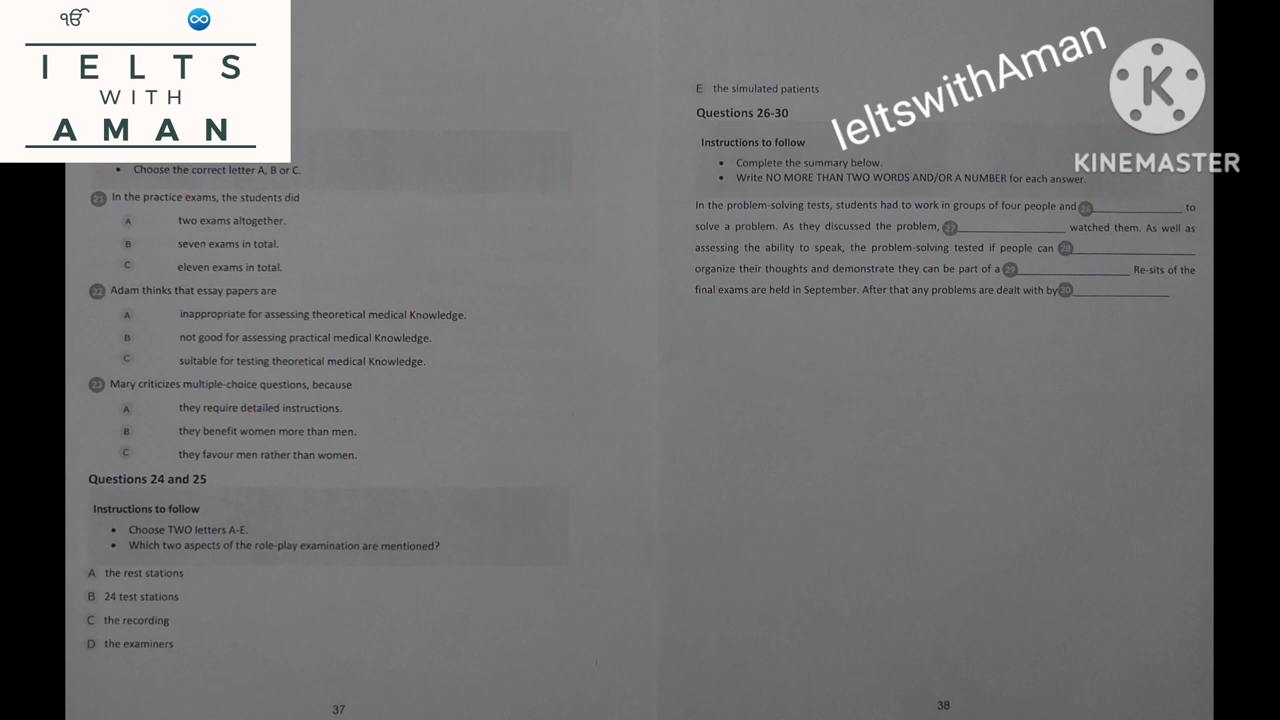 ੴ
IELTS
WITH
AMAN
IeltswithAman
K
KINEMASTER
• Choose the correct letter A, B or C.
21 In the practice exams, the students did
A two exams altogether.
B seven exams in total.
C eleven exams in total.
22 Adam thinks that essay papers are
A inappropriate for assessing theoretical medical Knowledge.
B not good for assessing practical medical Knowledge.
C suitable for testing theoretical medical Knowledge.
23 Mary criticizes multiple-choice questions, because
A they require detailed instructions.
B they benefit women more than men.
C they favour men rather than women.
Questions 24 and 25
Instructions to follow
• Choose TWO letters A-E.
• Which two aspects of the role-play examination are mentioned?
A the rest stations
B 24 test stations
C the recording
D the examiners
37
E the simulated patients
Questions 26-30
Instructions to follow
• Complete the summary below.
• Write NO MORE THAN TWO WORDS AND/OR A NUMBER for each answer.
In the problem-solving tests, students had to work in groups of four people and 26 ____________ to
solve a problem. As they discussed the problem, 27 ____________ watched them. As well as
assessing the ability to speak, the problem-solving tested if people can 28 ____________
organize their thoughts and demonstrate they can be part of a 29 ____________ Re-sits of the
final exams are held in September. After that any problems are dealt with by 30 ____________
38